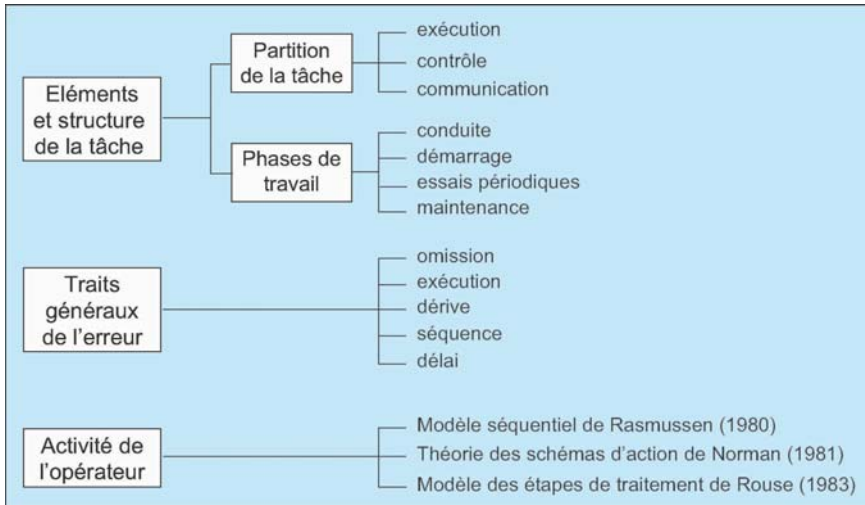 Eléments
et structure
de la tâche
Partition
de la tâche
exécution
contrôle
communication
Phases de
travail
conduite
démarrage
essais périodiques
maintenance
Traits
généraux
de l'erreur
omission
exécution
dérive
séquence
délai
Activité de
l'opérateur
Modèle séquentiel de Rasmussen (1980)
Théorie des schémas d'action de Norman (1981)
Modèle des étapes de traitement de Rouse (1983)